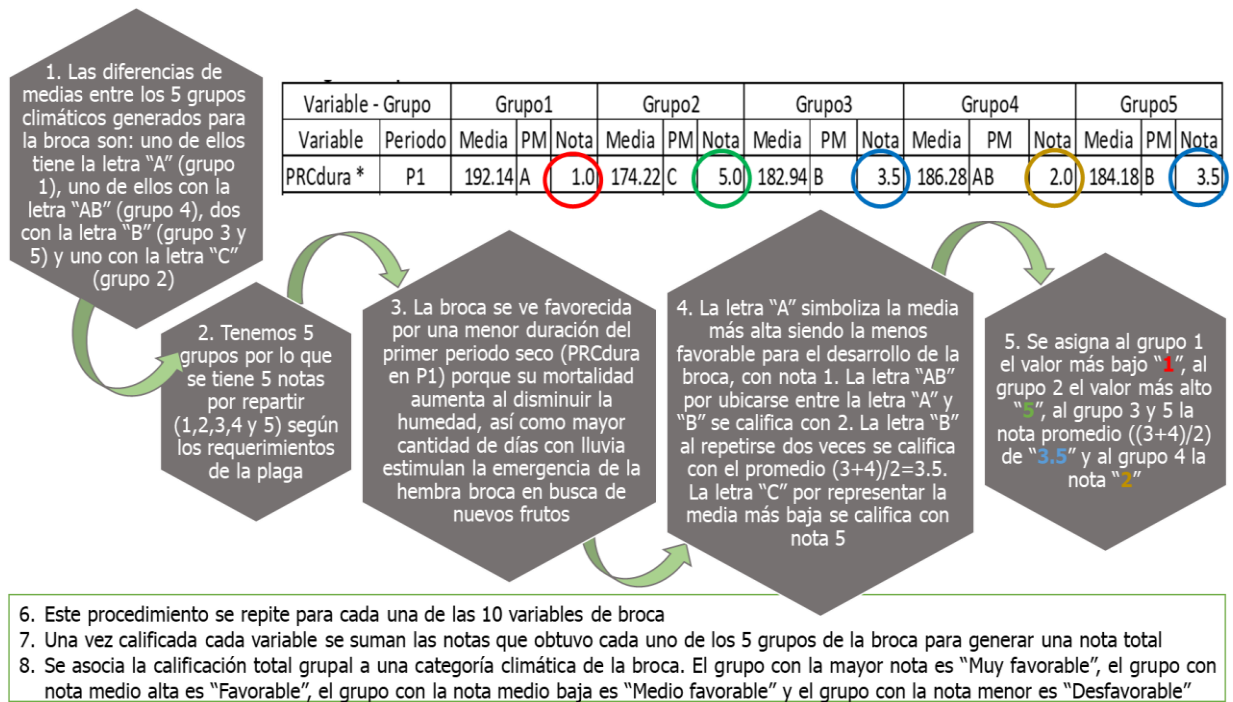 1. Las diferencias de
medias entre los 5 grupos
climáticos generados para
la broca son: uno de ellos
tiene la letra “A” (grupo
1), uno de ellos con la
letra “AB” (grupo 4), dos
con la letra “B” (grupo 3 y
5) y uno con la letra “C”
(grupo 2)
Variable - Grupo Grupo1 Grupo2 Grupo3 Grupo4 Grupo5
Variable Periodo Media PM Nota Media PM Nota Media PM Nota Media PM Nota Media PM Nota
PRCdura * P1 192.14 A 1.0 174.22 C 5.0 182.94 B 3.5 186.28 AB 2.0 184.18 B 3.5
2. Tenemos 5
grupos por lo que
se tiene 5 notas
por repartir
(1,2,3,4 y 5) según
los requerimientos
de la plaga
3. La broca se ve favorecida
por una menor duración del
primer periodo seco (PRCdura
en P1) porque su mortalidad
aumenta al disminuir la
humedad, así como mayor
cantidad de días con lluvia
estimulan la emergencia de la
hembra broca en busca de
nuevos frutos
4. La letra “A” simboliza la media
más alta siendo la menos
favorable para el desarrollo de la
broca, con nota 1. La letra “AB”
por ubicarse entre la letra “A” y
“B” se califica con 2. La letra “B”
al repetirse dos veces se califica
con el promedio (3+4)/2=3.5.
La letra “C” por representar la
media más baja se califica con
nota 5
5. Se asigna al grupo 1
el valor más bajo “1”, al
grupo 2 el valor más alto
“5”, al grupo 3 y 5 la
nota promedio ((3+4)/2)
de “3.5” y al grupo 4 la
nota “2”
6. Este procedimiento se repite para cada una de las 10 variables de broca
7. Una vez calificada cada variable se suman las notas que obtuvo cada uno de los 5 grupos de la broca para generar una nota total
8. Se asocia la calificación total grupal a una categoría climática de la broca. El grupo con la mayor nota es “Muy favorable”, el grupo con
nota medio alta es “Favorable”, el grupo con la nota medio baja es “Medio favorable” y el grupo con la nota menor es “Desfavorable”